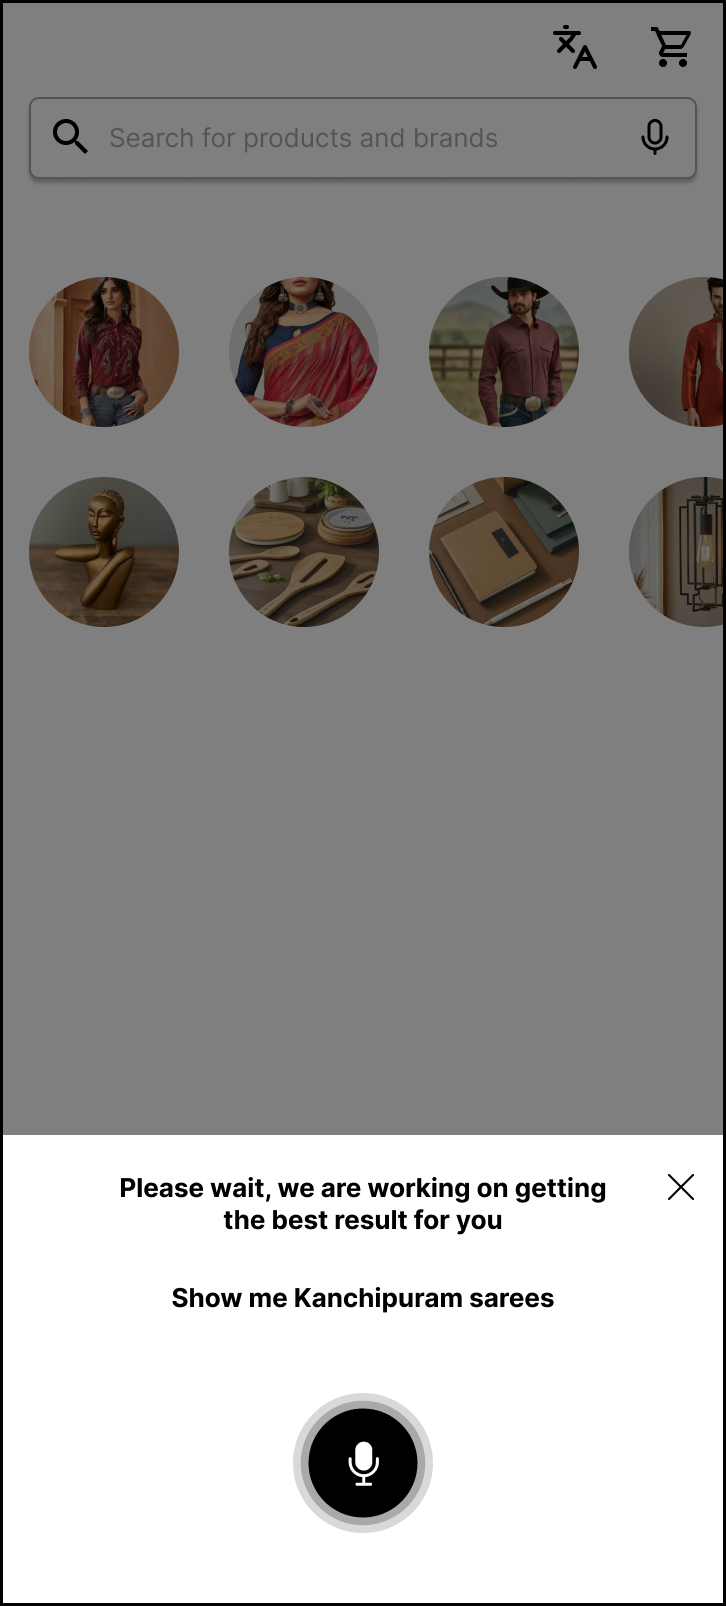 Search for products and brands
Please wait, we are working on getting
the best result for you
Show me Kanchipuram sarees